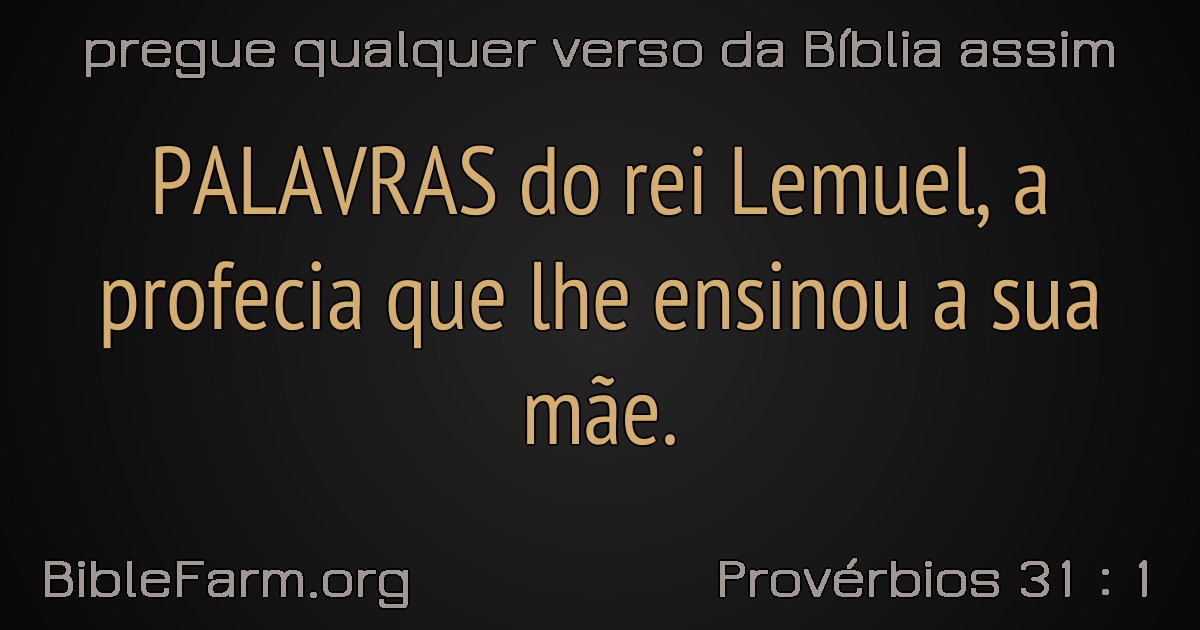 pregue qualquer verso da Bíblia assim
PALAVRAS do rei Lemuel, a
profecia que lhe ensinou a sua
mãe.
BibleFarm.org
Provérbios 31 : 1